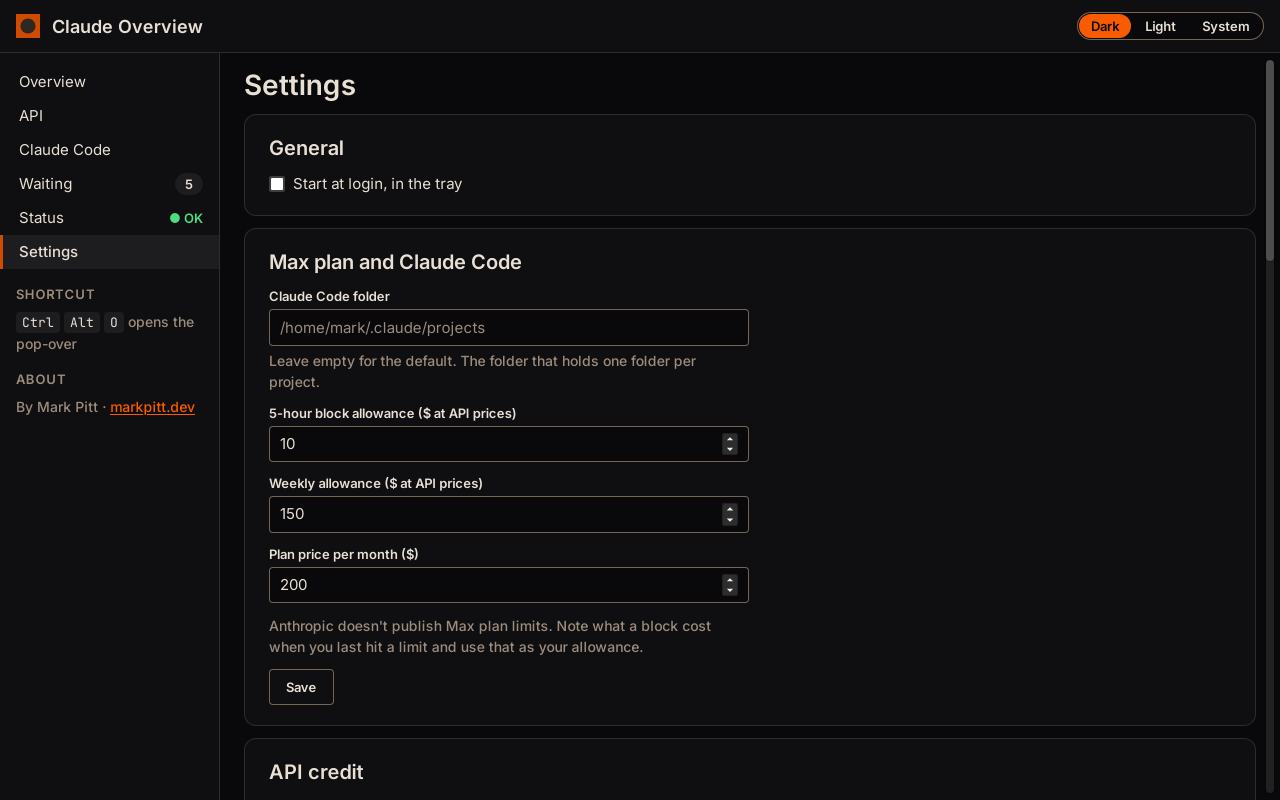 Claude Overview
Dark
Light
System
Overview
API
Claude Code
Waiting
5
Status
OK
Settings
SHORTCUT
Ctrl Alt O opens the
pop-over
ABOUT
By Mark Pitt · markpitt.dev
Settings
General
Start at login, in the tray
Max plan and Claude Code
Claude Code folder
/home/mark/.claude/projects
Leave empty for the default. The folder that holds one folder per
project.
5-hour block allowance ($ at API prices)
10
Weekly allowance ($ at API prices)
150
Plan price per month ($)
200
Anthropic doesn't publish Max plan limits. Note what a block cost
when you last hit a limit and use that as your allowance.
Save
API credit